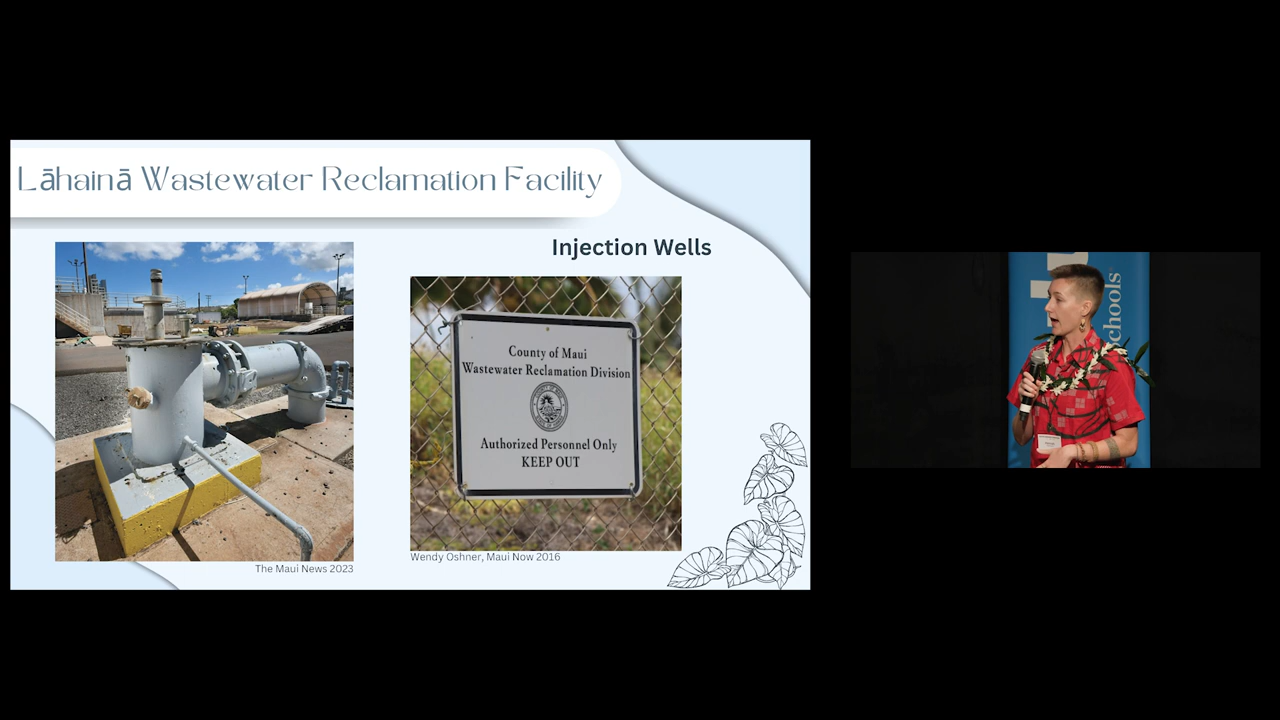 Lāhainā Wastewater Reclamation Facility
Injection Wells
County of Maui
Wastewater Reclamation Division
Authorized Personnel Only
KEEP OUT
The Maui News 2023
Wendy Oshner, Maui Now 2016
chools